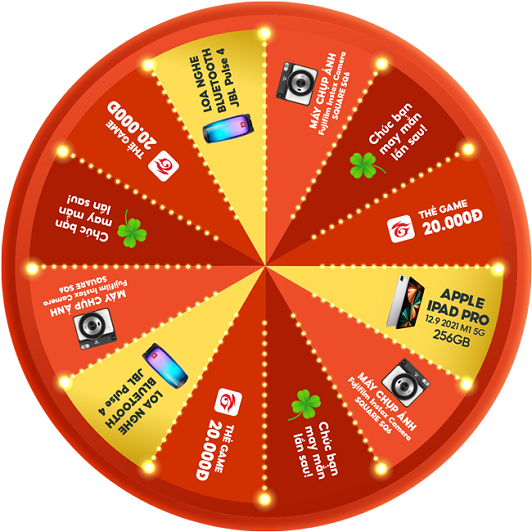 MÁY CHỤP ẢNH
Fujifilm Instax Camera
SQUARE SQ6
Chúc bạn
may mắn
lần sau!
THẺ GAME
20.000Đ
APPLE
IPAD PRO
12.9 2021 M1 5G
256GB
MÁY CHỤP ẢNH
Fujifilm Instax Camera
SQUARE SQ6
Chúc bạn
may mắn
lần sau!
THẺ GAME
20.000Đ
LOA NGHE
BLUETOOTH
JBL Pulse 4
MÁY CHỤP ẢNH
Fujifilm Instax Camera
SQUARE SQ6
Chúc bạn
may mắn
lần sau!
THẺ GAME
20.000Đ
LOA NGHE
BLUETOOTH
JBL Pulse 4